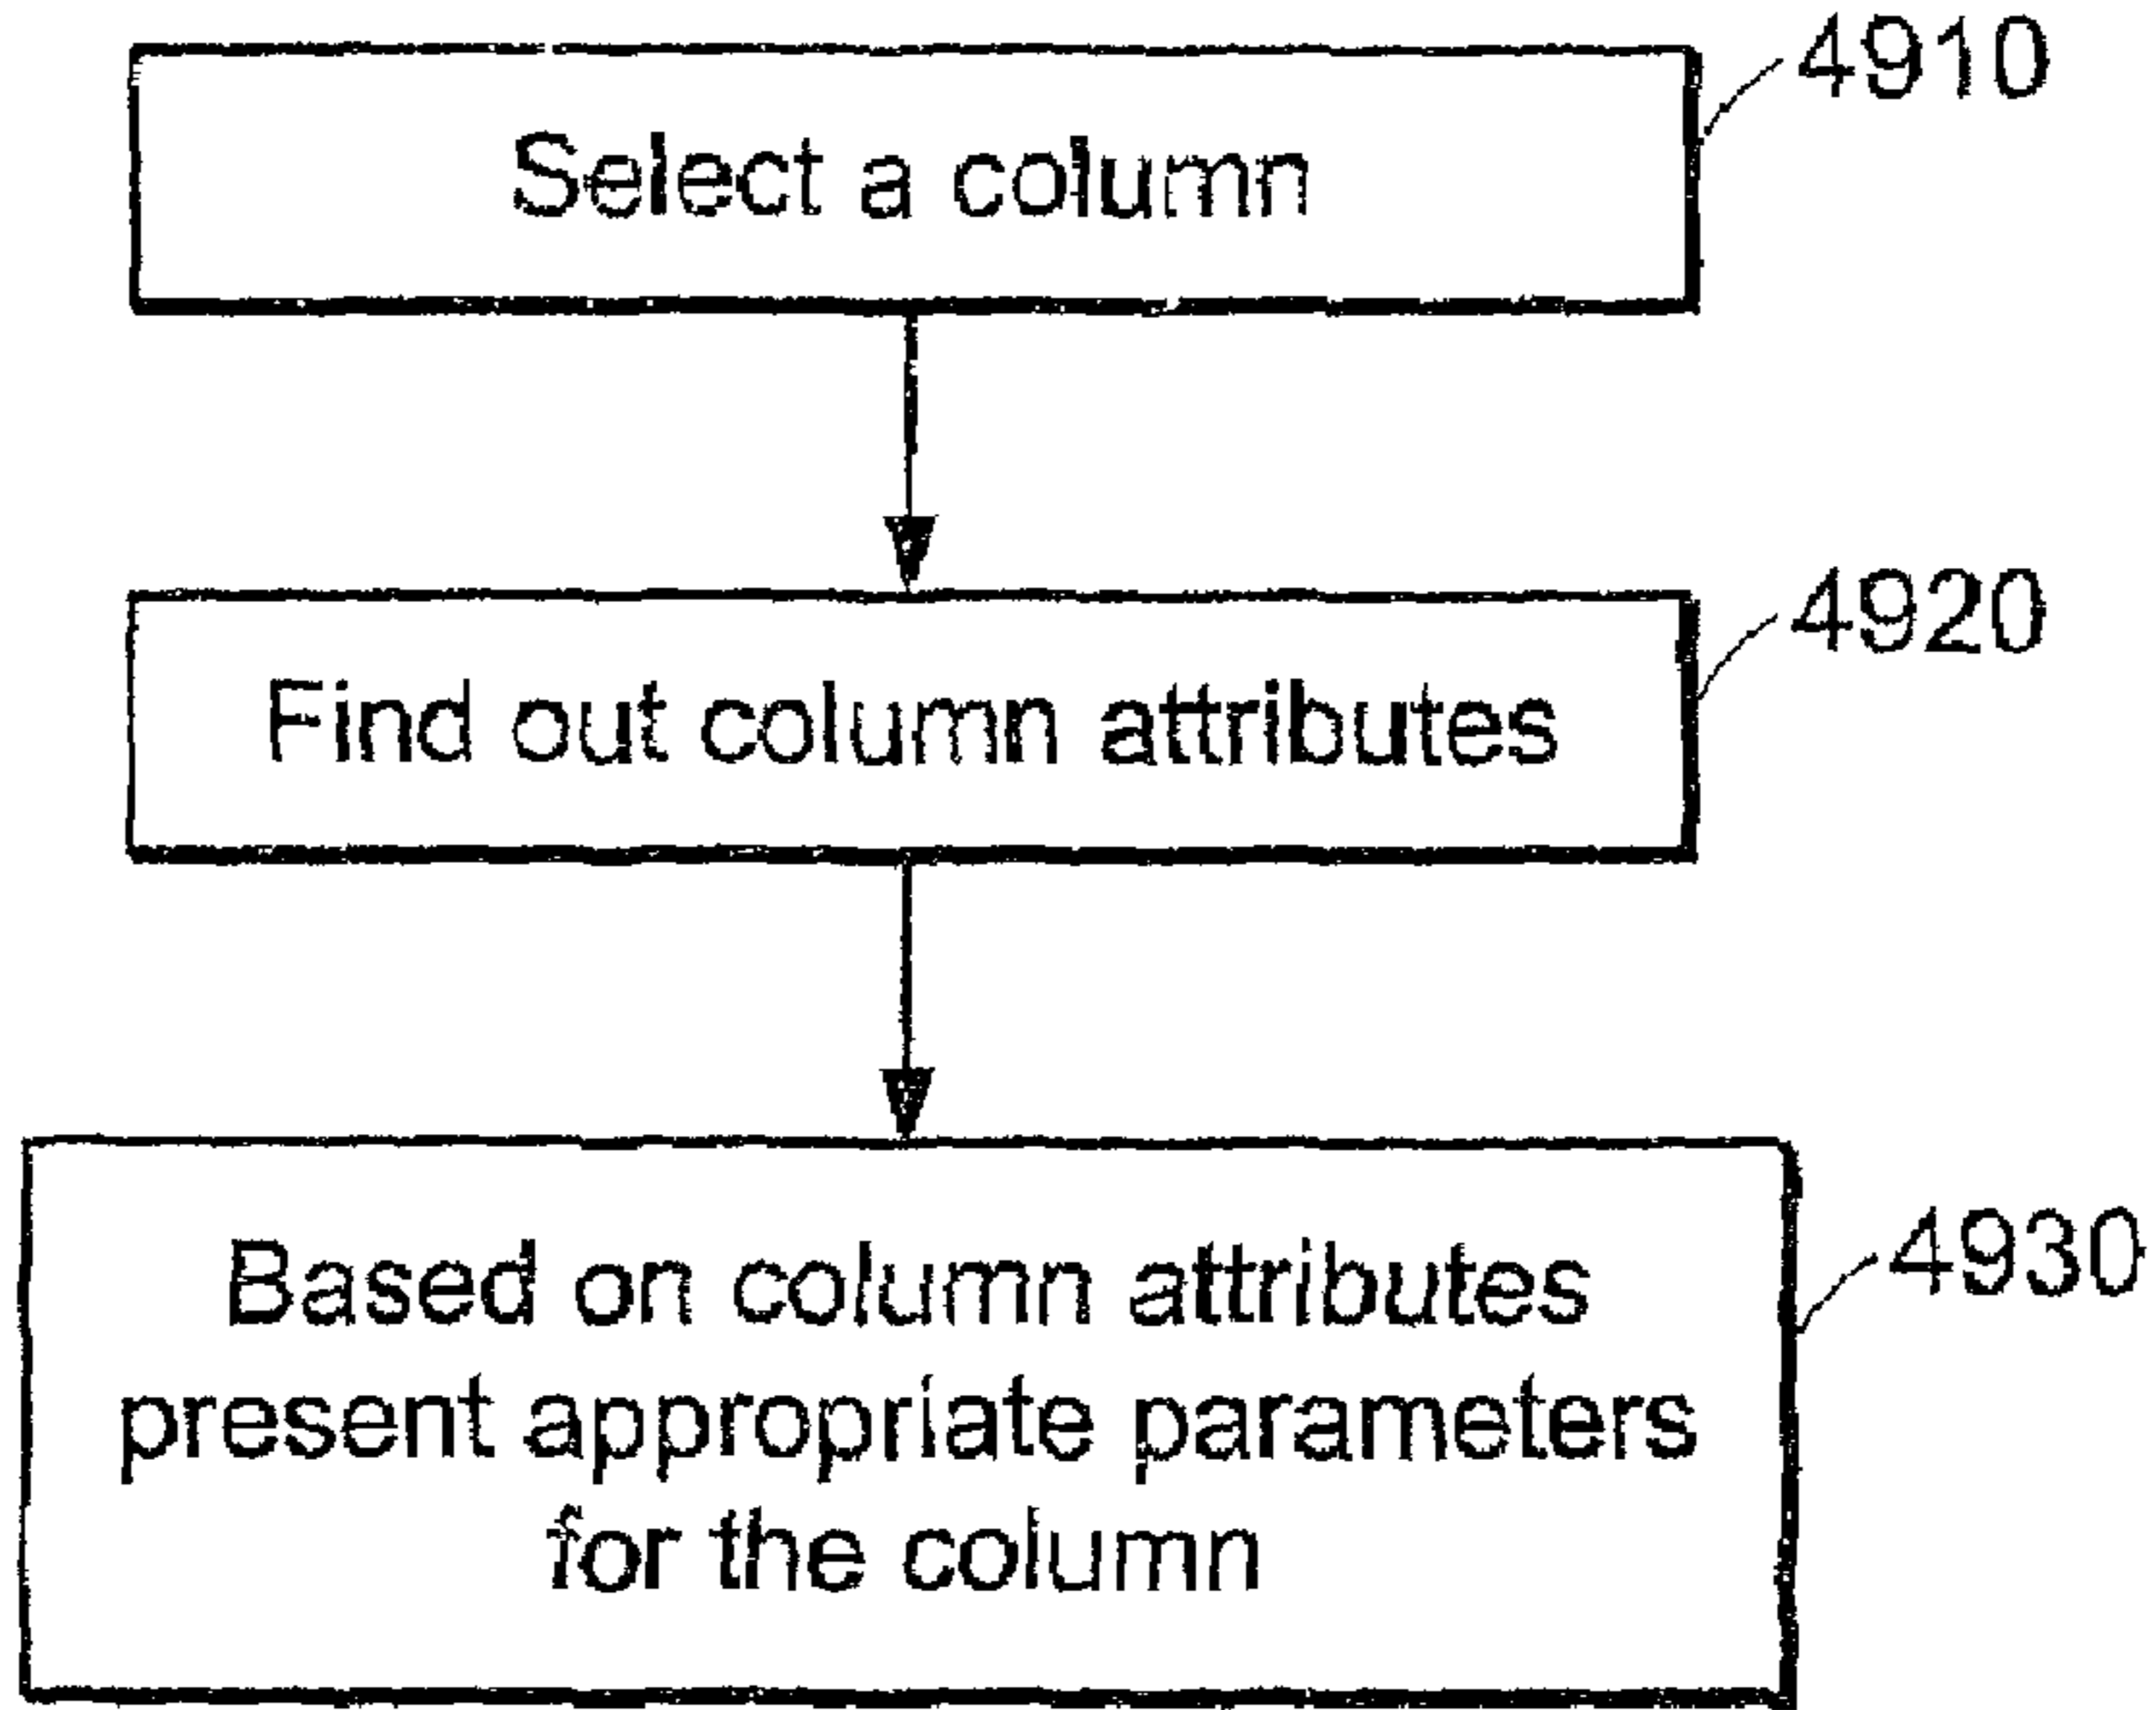 4910
Select a column
4920
Find out column attributes
4930
Based on column attributes
present appropriate parameters
for the column